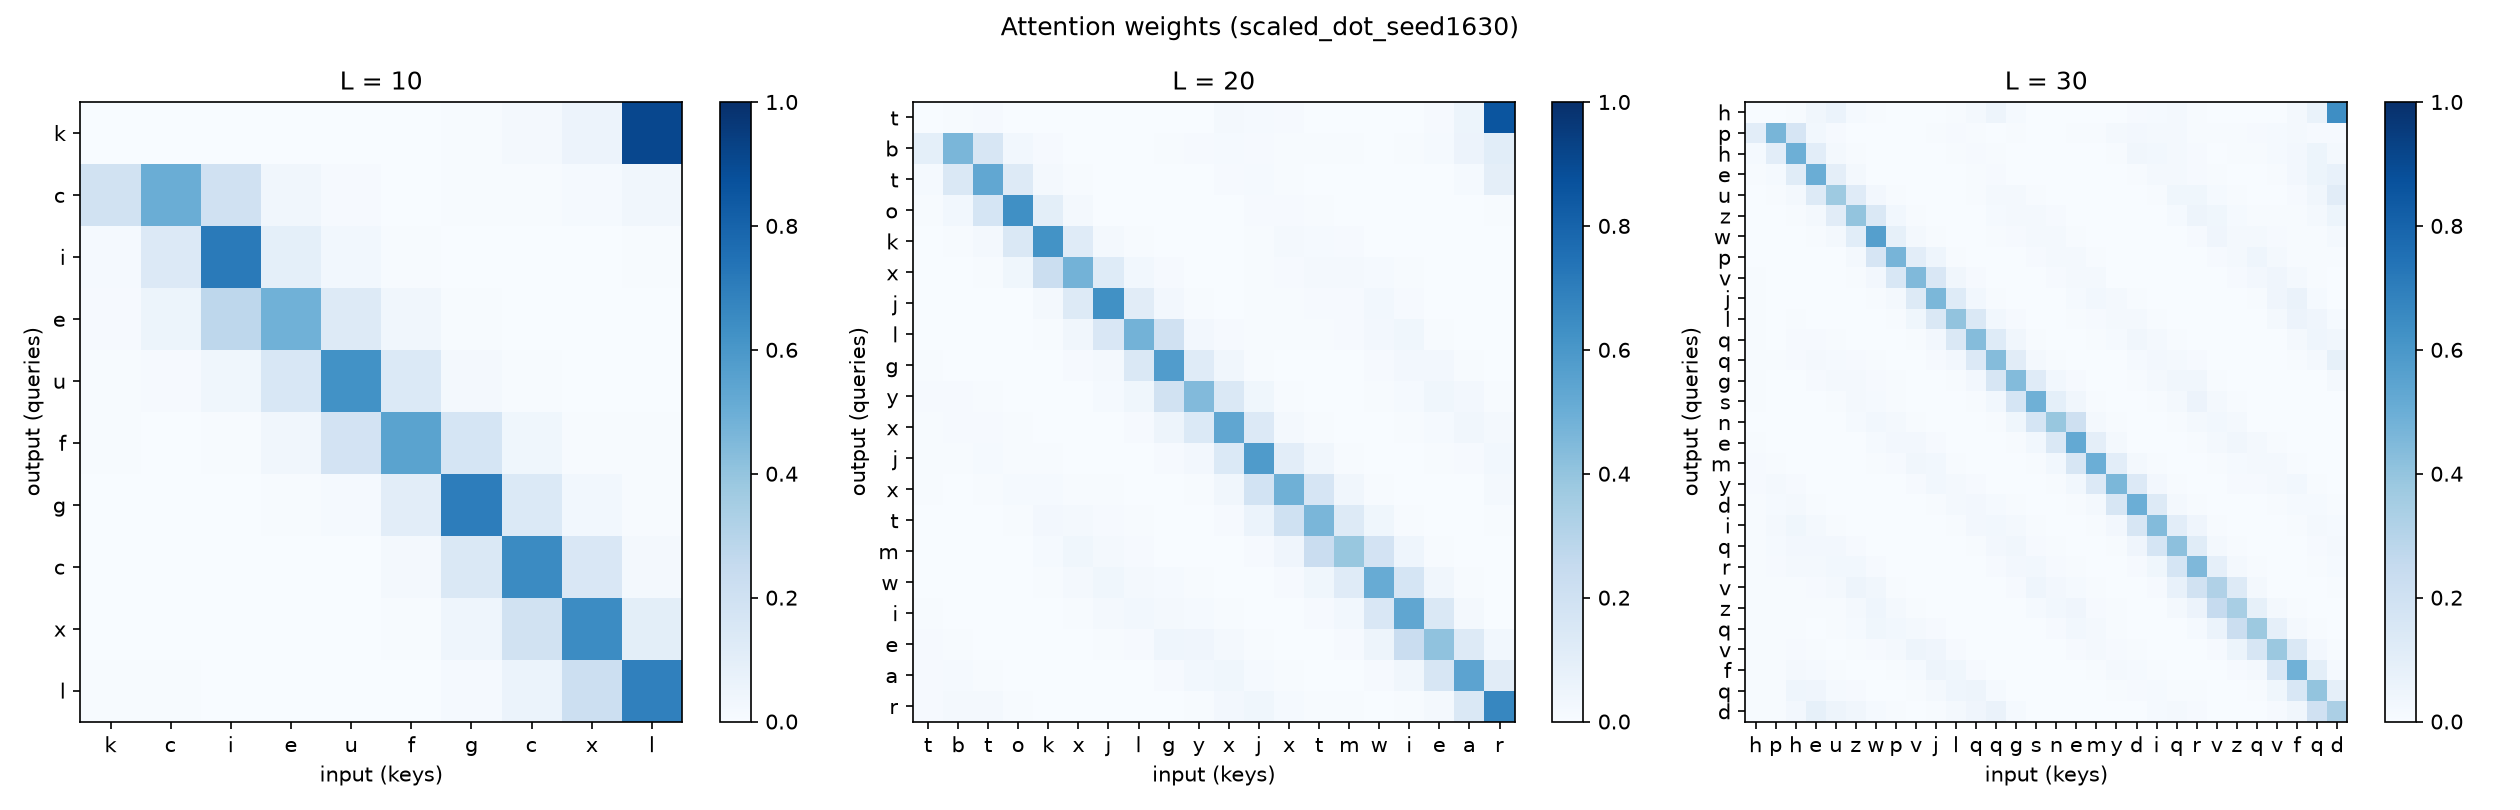 Attention weights (scaled_dot_seed1630)
L = 10
L = 20
L = 30
output (queries)
k
c
i
e
u
f
g
c
x
l
k c i e u f g c x l
input (keys)
1.0
0.8
0.6
0.4
0.2
0.0
output (queries)
t
b
t
o
k
x
j
l
g
y
x
j
x
t
m
w
i
e
a
r
t b t o k x j l g y x j x t m w i e a r
input (keys)
1.0
0.8
0.6
0.4
0.2
0.0
output (queries)
h
p
h
e
u
z
w
p
v
j
l
q
q
g
s
n
e
m
y
d
i
q
r
v
z
q
v
f
q
d
h p h e u z w p v j l q q g s n e m y d i q r v z q v f q d
input (keys)
1.0
0.8
0.6
0.4
0.2
0.0